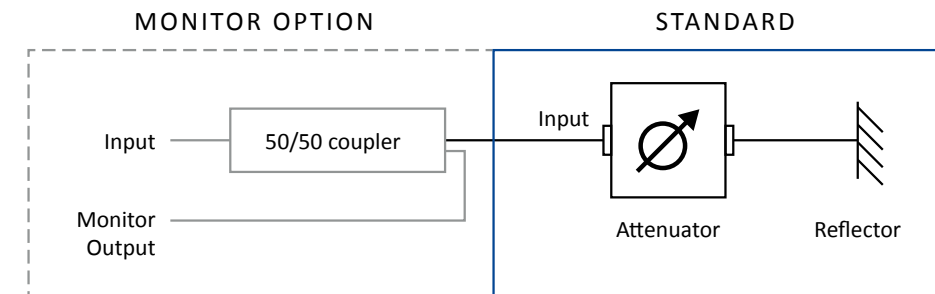 MONITOR OPTION
STANDARD
Input
50/50 coupler
Input
Monitor
Output
Attenuator
Reflector